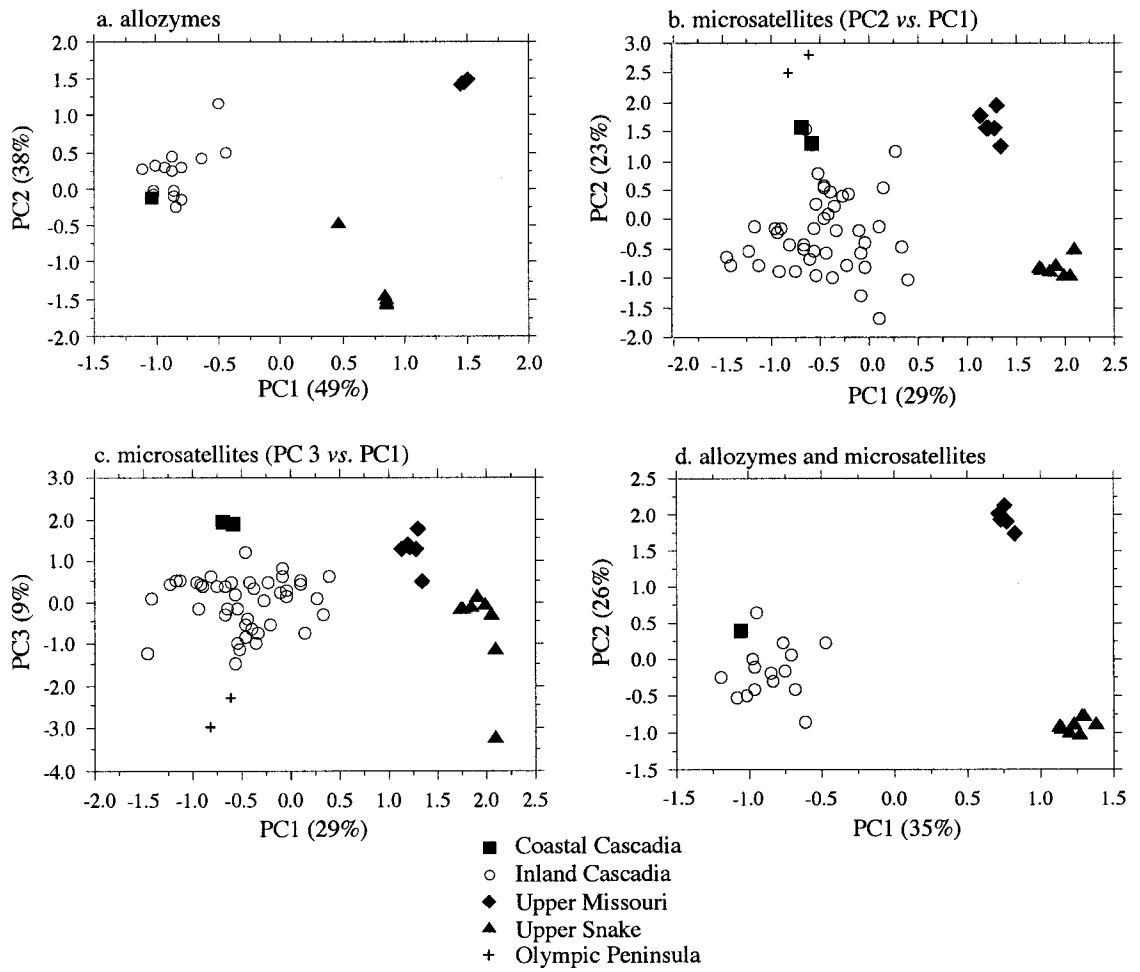 a. allozymes
2.0
1.5
1.0
0.5
0.0
-0.5
-1.0
-1.5
-2.0
PC2 (38%)
-1.5 -1.0 -0.5 0.0 0.5 1.0 1.5 2.0
PC1 (49%)
b. microsatellites (PC2 vs. PC1)
3.0
2.5
2.0
1.5
1.0
0.5
0.0
-0.5
-1.0
-1.5
-2.0
PC2 (23%)
-2.0 -1.5 -1.0 -0.5 0.0 0.5 1.0 1.5 2.0 2.5
PC1 (29%)
c. microsatellites (PC 3 vs. PC1)
3.0
2.0
1.0
0.0
-1.0
-2.0
-3.0
-4.0
PC3 (9%)
-2.0 -1.5 -1.0 -0.5 0.0 0.5 1.0 1.5 2.0 2.5
PC1 (29%)
d. allozymes and microsatellites
2.5
2.0
1.5
1.0
0.5
0.0
-0.5
-1.0
-1.5
PC2 (26%)
-1.5 -1.0 -0.5 0.0 0.5 1.0 1.5
PC1 (35%)
Coastal Cascadia
Inland Cascadia
Upper Missouri
Upper Snake
Olympic Peninsula